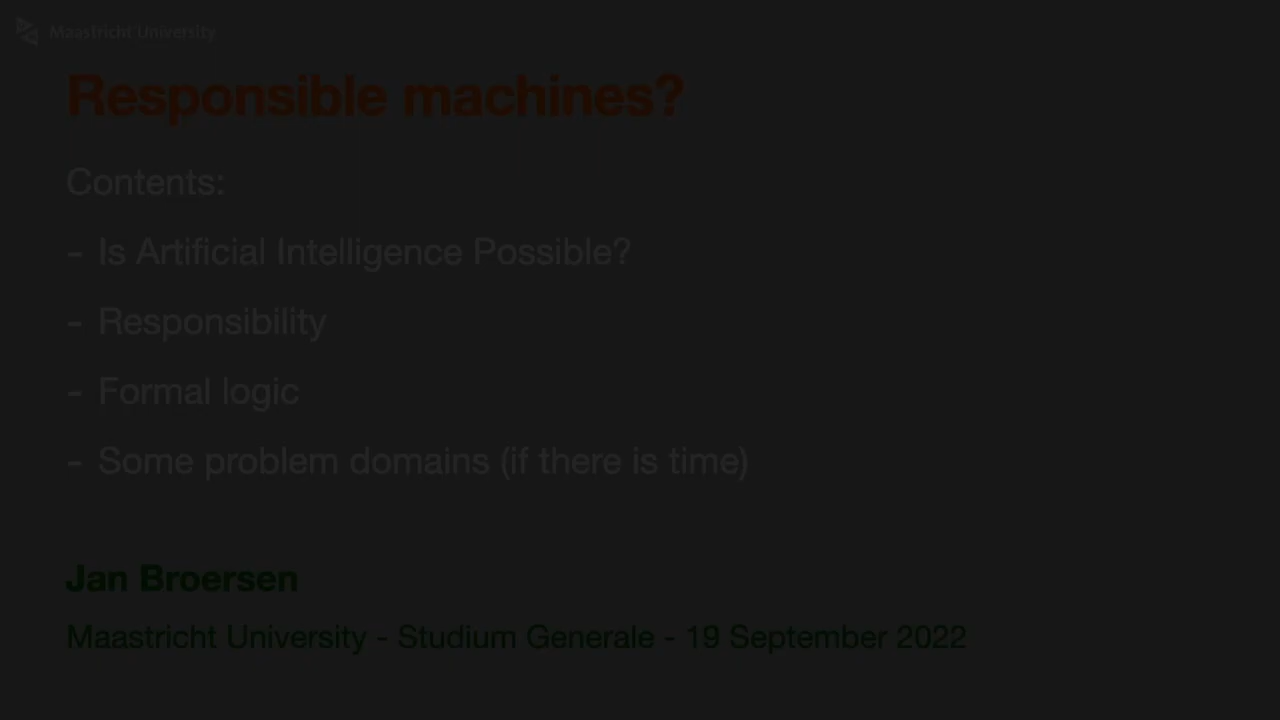 Maastricht University
Responsible machines?
Contents:
- Is Artificial Intelligence Possible?
- Responsibility
- Formal logic
- Some problem domains (if there is time)
Jan Broersen
Maastricht University - Studium Generale - 19 September 2022